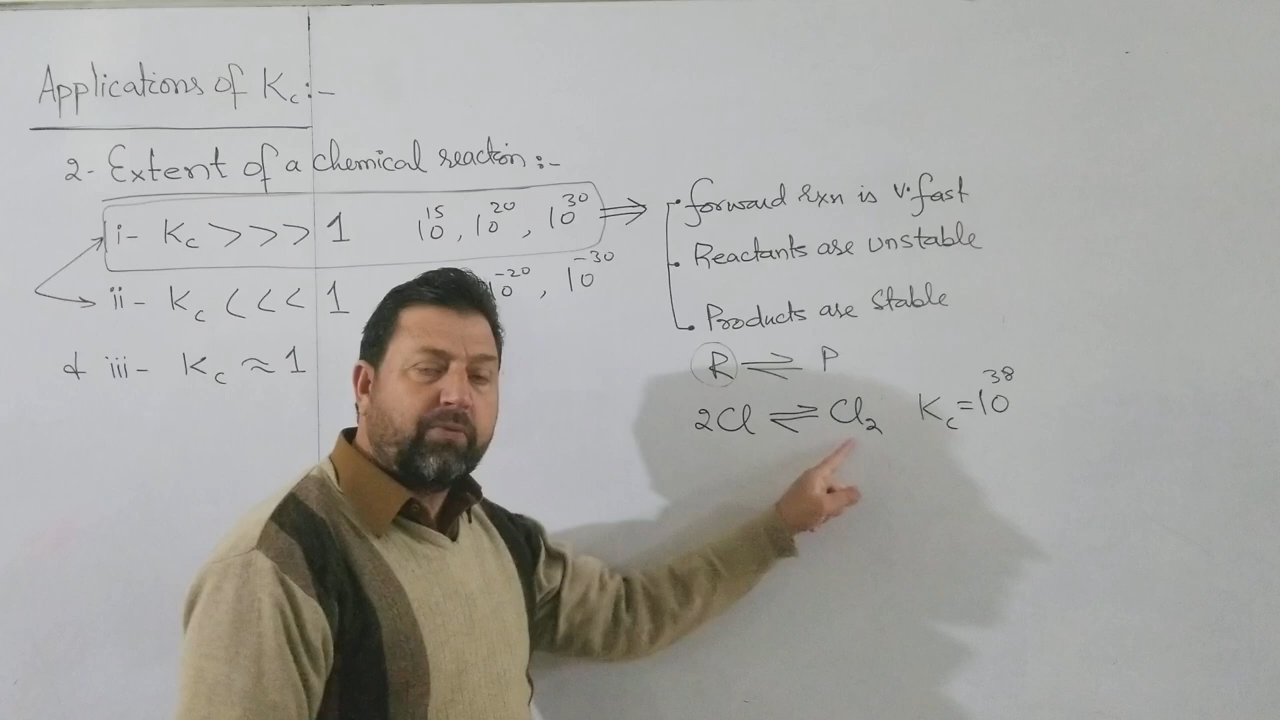 Applications of Kc:-
2- Extent of a chemical reaction:-
i- Kc >>> 1 10^15, 10^20, 10^30 ⇒
ii- Kc <<< 1 10^-20, 10^-30
& iii- Kc ≈ 1
. forward rxn is v.fast
. Reactants are unstable
. Products are stable
R ⇌ P
2Cl ⇌ Cl2 Kc=10^38